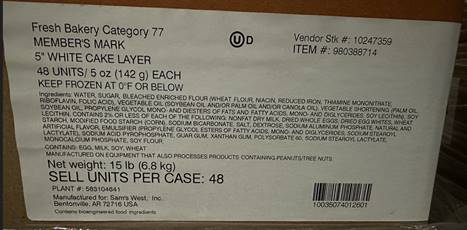 Fresh Bakery Category 77
MEMBER'S MARK
5" WHITE CAKE LAYER
48 UNITS/ 5 oz (142 g) EACH
KEEP FROZEN AT 0°F OR BELOW
U D
Vendor Stk #: 10247359
ITEM #: 980388714
Ingredients: WATER, SUGAR, BLEACHED ENRICHED FLOUR (WHEAT FLOUR, NIACIN, REDUCED IRON, THIAMINE MONONITRATE,
RIBOFLAVIN, FOLIC ACID), VEGETABLE OIL (SOYBEAN OIL AND/OR PALM OIL AND/OR CANOLA OIL), VEGETABLE SHORTENING (PALM OIL,
SOYBEAN OIL, PROPYLENE GLYCOL MONO- AND DIESTERS OF FATS AND FATTY ACIDS, MONO- AND DIGLYCERIDES, SOY LECITHIN), SOY
LECITHIN, CONTAINS 2% OR LESS OF EACH OF THE FOLLOWING: NONFAT DRY MILK, DRIED WHOLE EGGS, DRIED EGG WHITES, WHEAT
STARCH, MODIFIED FOOD STARCH (CORN), SODIUM BICARBONATE, SALT, DEXTROSE, SODIUM ALUMINUM PHOSPHATE, NATURAL AND
ARTIFICIAL FLAVOR, EMULSIFIER (PROPYLENE GLYCOL ESTERS OF FATTY ACIDS, MONO- AND DIGLYCERIDES, SODIUM STEAROYL
LACTYLATE), SODIUM ACID PYROPHOSPHATE, GUAR GUM, XANTHAN GUM, POLYSORBATE 60, SODIUM STEAROYL LACTYLATE,
MONOCALCIUM PHOSPHATE, SOY FLOUR
CONTAINS: EGG, MILK, SOY, WHEAT
MANUFACTURED ON EQUIPMENT THAT ALSO PROCESSES PRODUCTS CONTAINING PEANUTS/TREE NUTS.
Net weight: 15 lb (6.8 kg)
SELL UNITS PER CASE: 48
PLANT #: 583104641
Manufactured for: Sam's West, Inc.
Bentonville, AR 72716 USA
Contains bioengineered food ingredients
10035074012601